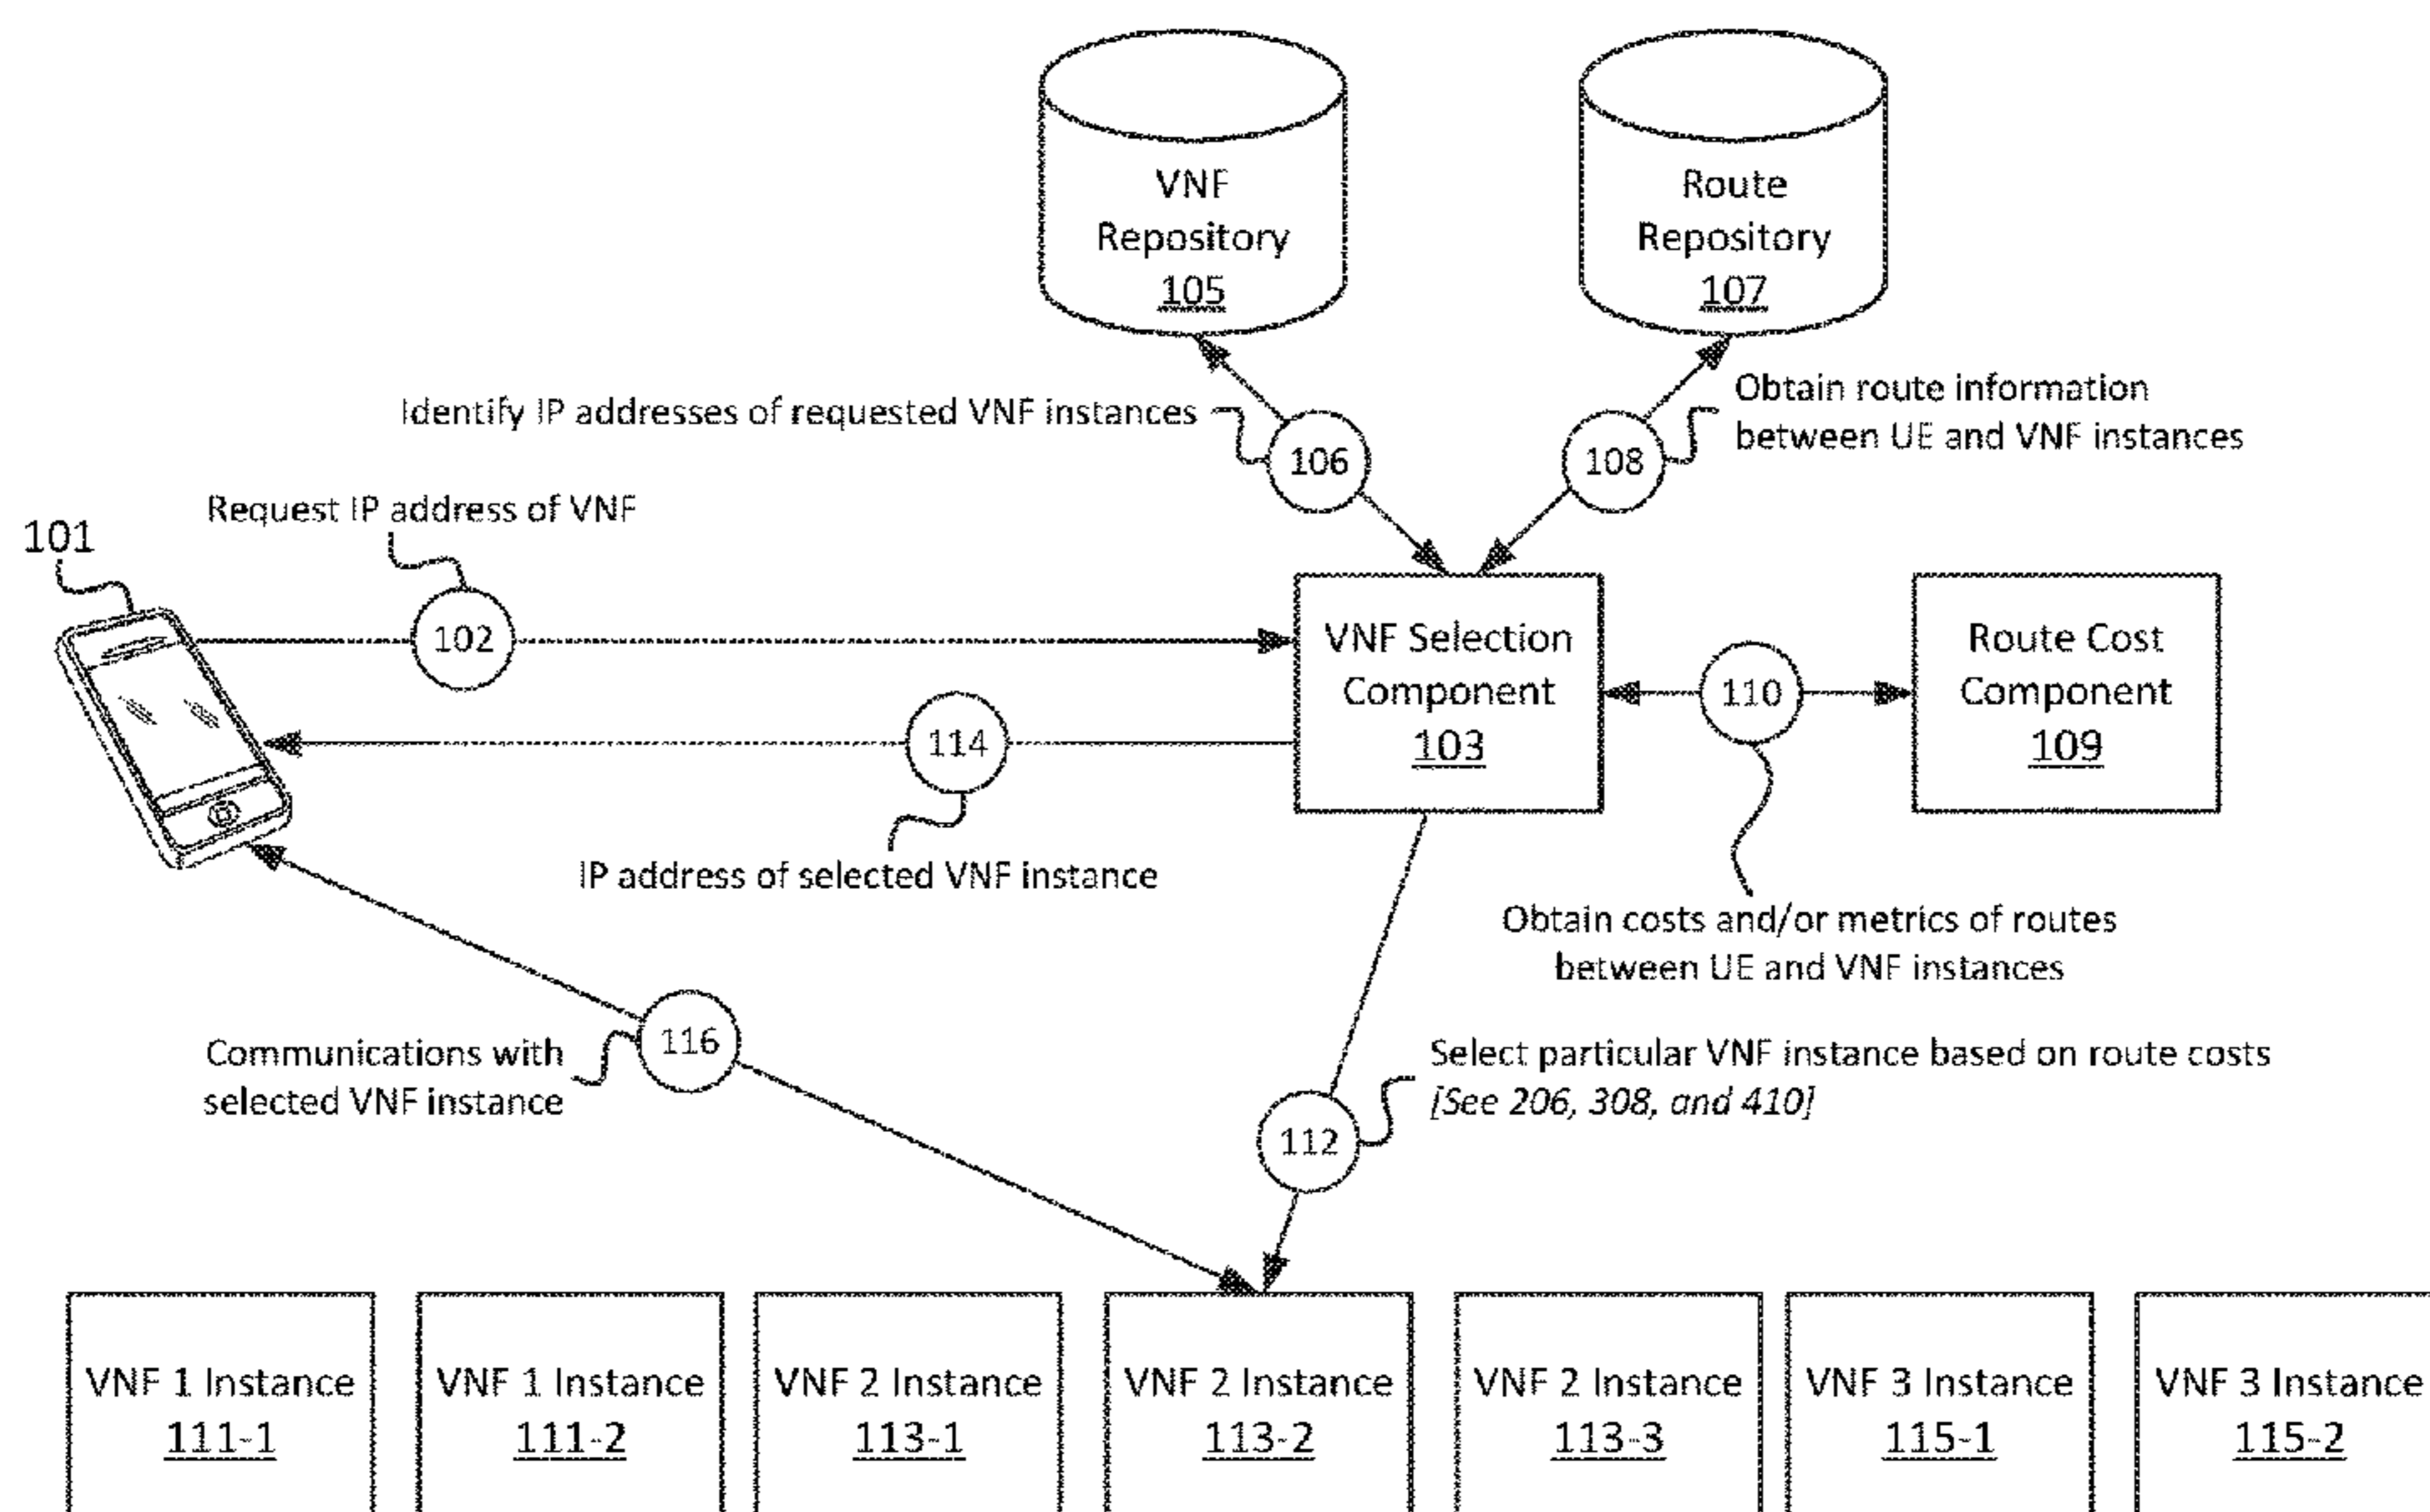 VNF
Repository
105
Route
Repository
107
Identify IP addresses of requested VNF instances
106
108
Obtain route information
between UE and VNF instances
Request IP address of VNF
101
102
VNF Selection
Component
103
110
Route Cost
Component
109
114
IP address of selected VNF instance
Obtain costs and/or metrics of routes
between UE and VNF instances
116
Communications with
selected VNF instance
Select particular VNF instance based on route costs
[See 206, 308, and 410]
112
VNF 1 Instance
111-1
VNF 1 Instance
111-2
VNF 2 Instance
113-1
VNF 2 Instance
113-2
VNF 2 Instance
113-3
VNF 3 Instance
115-1
VNF 3 Instance
115-2